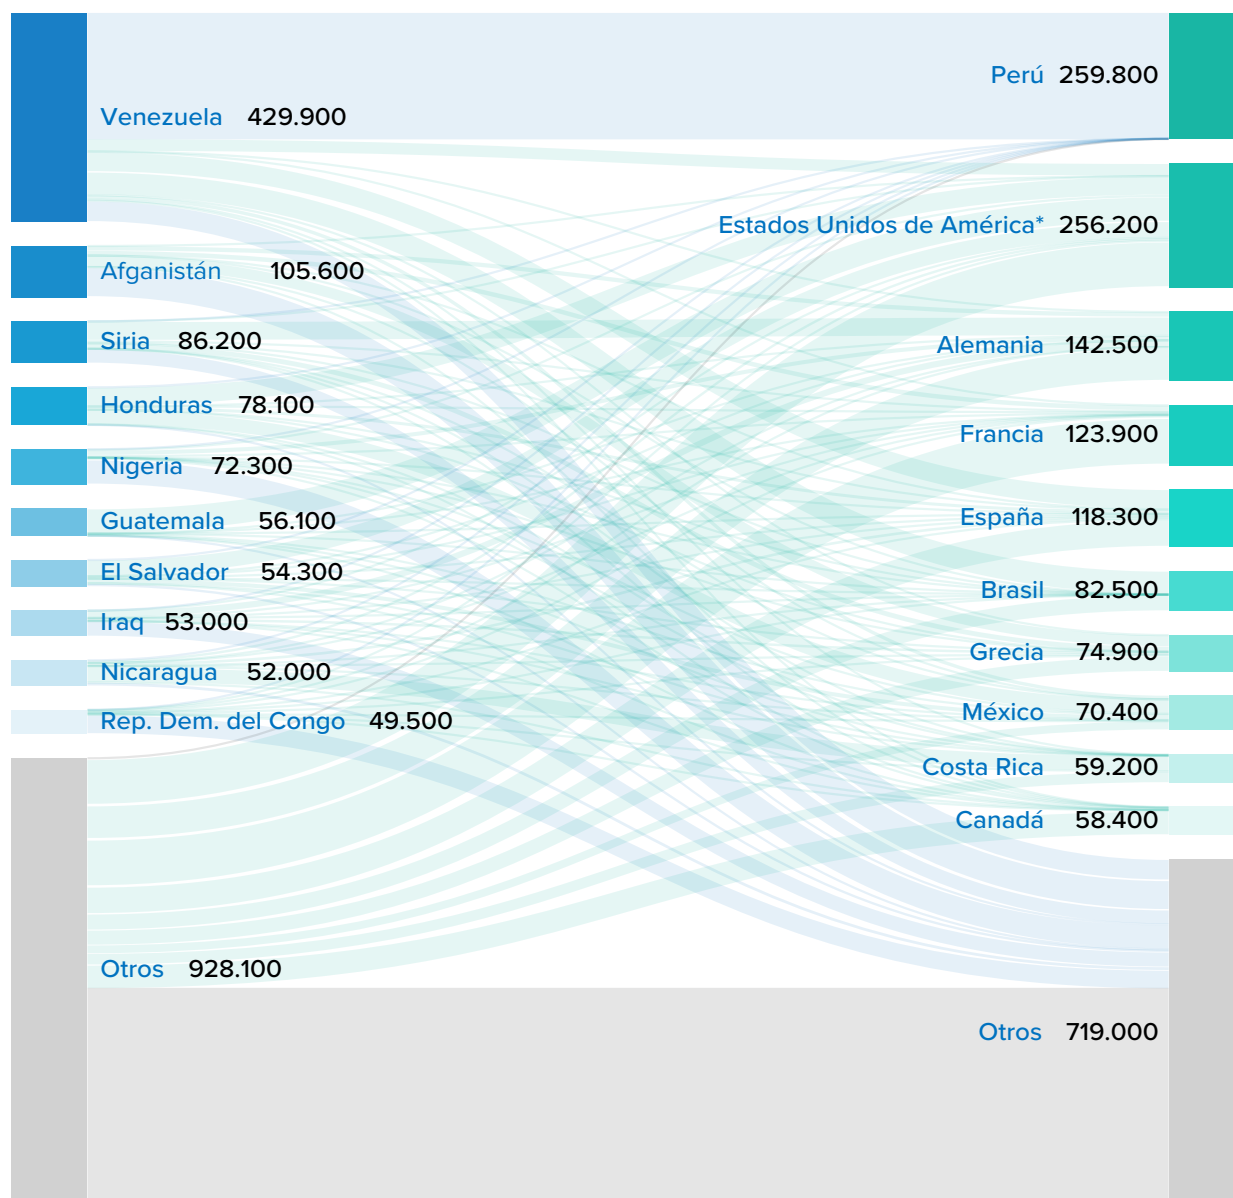 Venezuela 429.900
Afganistán 105.600
Siria 86.200
Honduras 78.100
Nigeria 72.300
Guatemala 56.100
El Salvador 54.300
Iraq 53.000
Nicaragua 52.000
Rep. Dem. del Congo 49.500
Otros 928.100
Perú 259.800
Estados Unidos de América* 256.200
Alemania 142.500
Francia 123.900
España 118.300
Brasil 82.500
Grecia 74.900
México 70.400
Costa Rica 59.200
Canadá 58.400
Otros 719.000